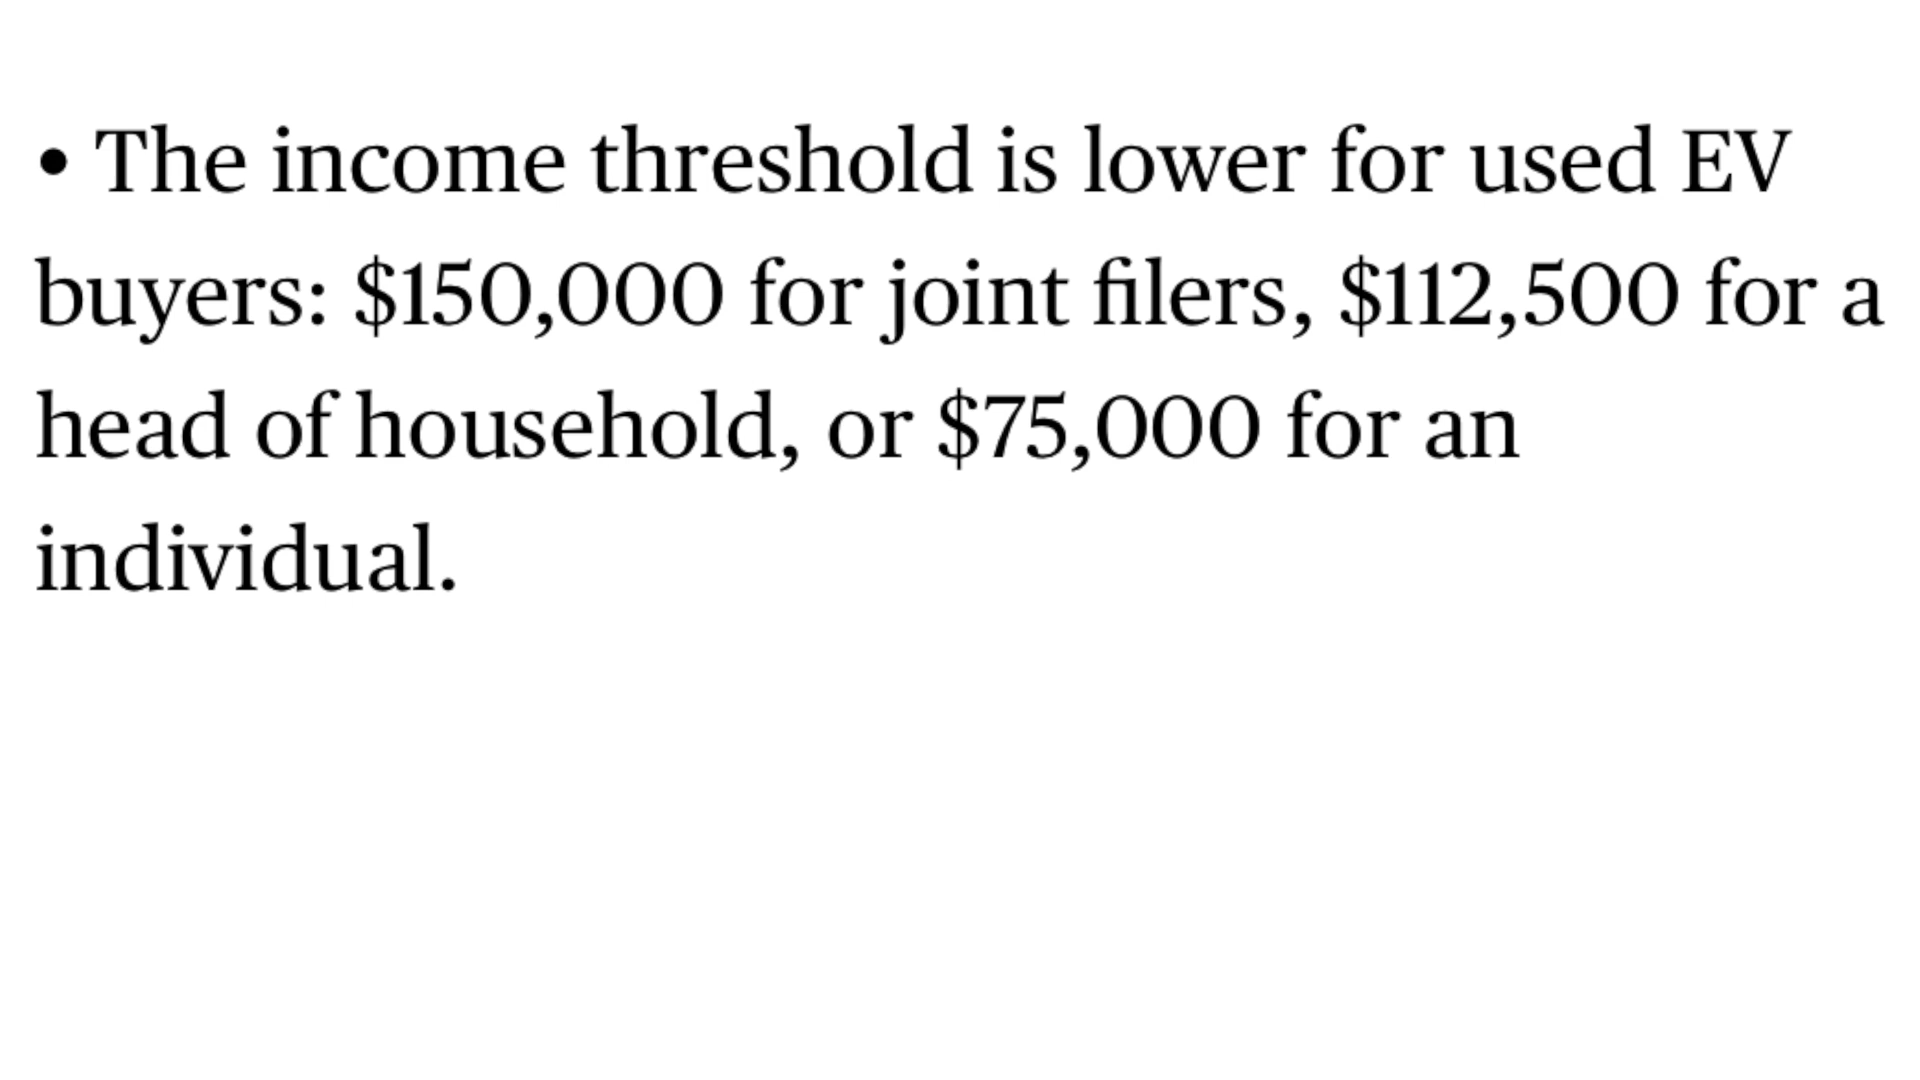 • The income threshold is lower for used EV
buyers: $150,000 for joint filers, $112,500 for a
head of household, or $75,000 for an
individual.